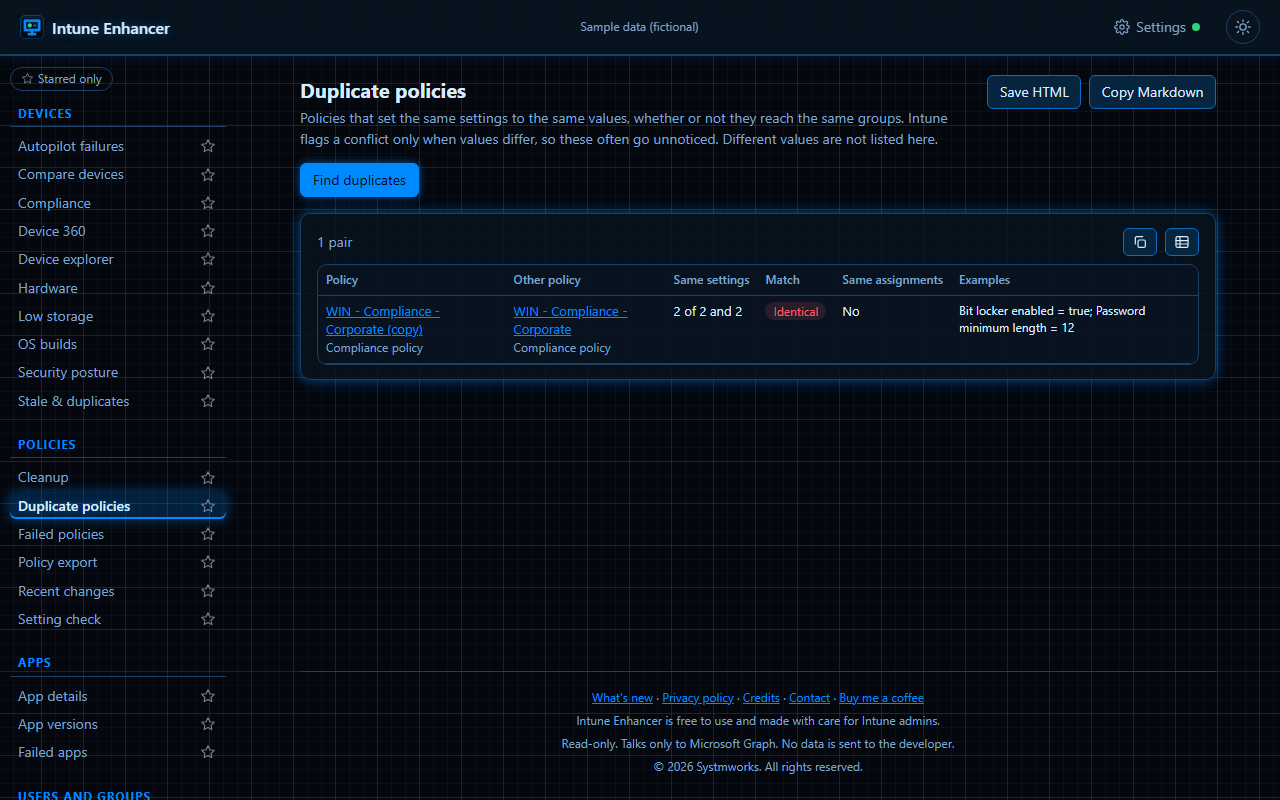 Intune Enhancer
Sample data (fictional)
Settings
Starred only
DEVICES
Autopilot failures
Compare devices
Compliance
Device 360
Device explorer
Hardware
Low storage
OS builds
Security posture
Stale & duplicates
POLICIES
Cleanup
Duplicate policies
Failed policies
Policy export
Recent changes
Setting check
APPS
App details
App versions
Failed apps
USERS AND GROUPS
Duplicate policies
Save HTML
Copy Markdown
Policies that set the same settings to the same values, whether or not they reach the same groups. Intune
flags a conflict only when values differ, so these often go unnoticed. Different values are not listed here.
Find duplicates
1 pair
Policy Other policy Same settings Match Same assignments Examples
WIN - Compliance - WIN - Compliance - 2 of 2 and 2 Identical No Bit locker enabled = true; Password
Corporate (copy) Corporate minimum length = 12
Compliance policy Compliance policy
What's new · Privacy policy · Credits · Contact · Buy me a coffee
Intune Enhancer is free to use and made with care for Intune admins.
Read-only. Talks only to Microsoft Graph. No data is sent to the developer.
© 2026 Systmworks. All rights reserved.